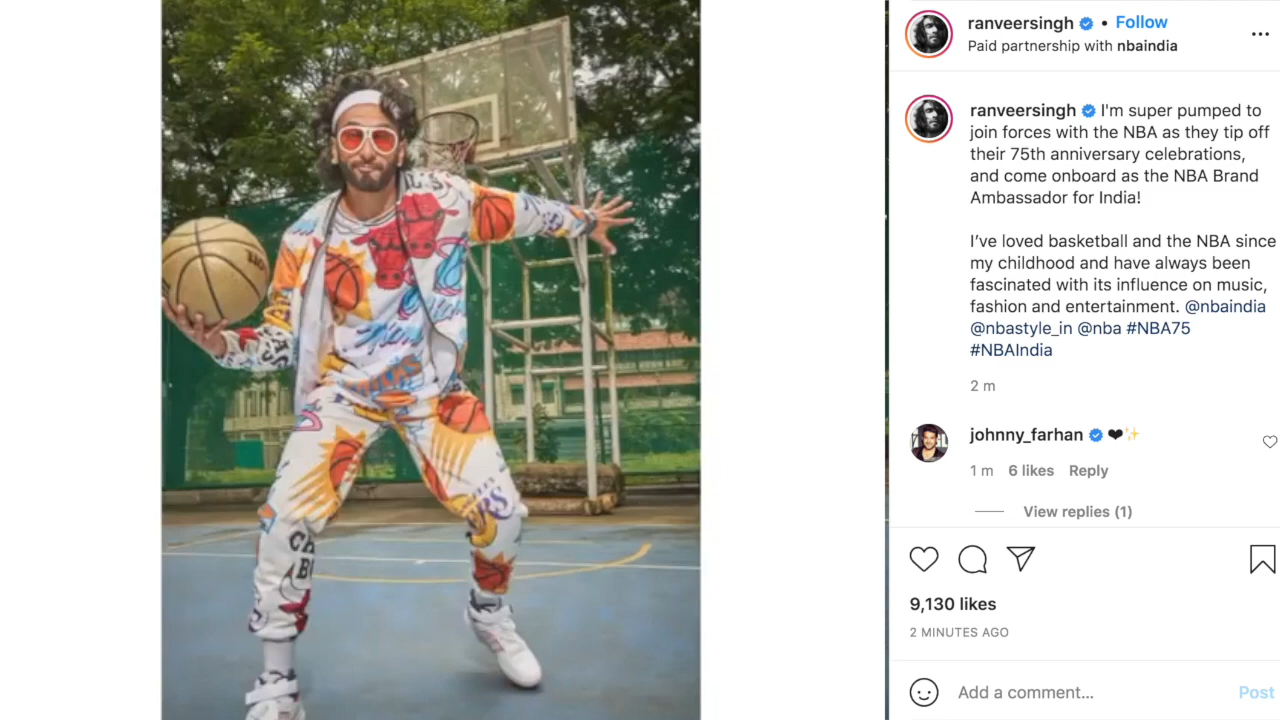 ranveersingh • Follow
Paid partnership with nbaindia
ranveersingh I'm super pumped to
join forces with the NBA as they tip off
their 75th anniversary celebrations,
and come onboard as the NBA Brand
Ambassador for India!
I've loved basketball and the NBA since
my childhood and have always been
fascinated with its influence on music,
fashion and entertainment. @nbaindia
@nbastyle_in @nba #NBA75
#NBAIndia
2 m
johnny_farhan ❤✨
1 m 6 likes Reply
View replies (1)
9,130 likes
2 MINUTES AGO
Add a comment... Post